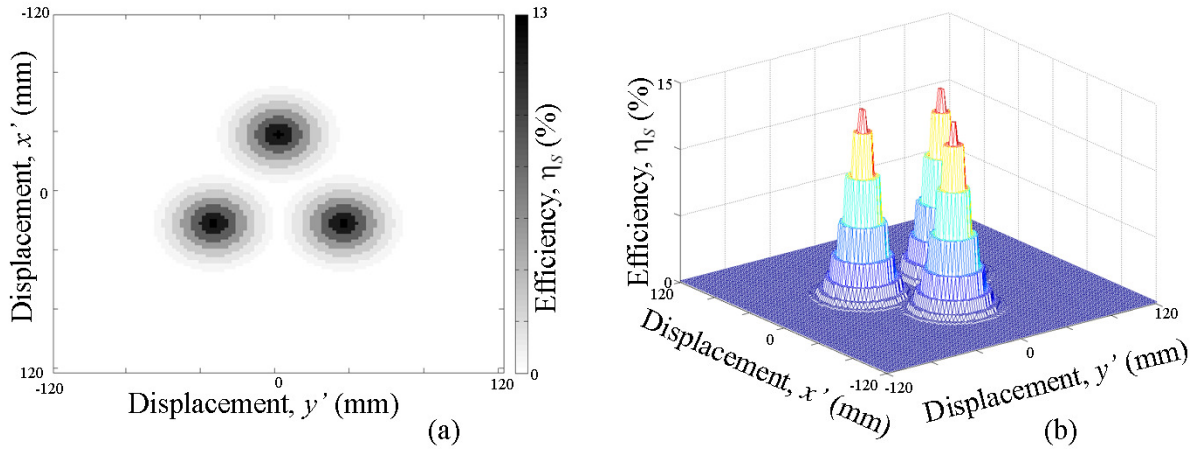 -120
0
120
Displacement, x’ (mm)
-120
0
120
Displacement, y’ (mm)
13
0
Efficiency, ηS (%)
(a)
15
0
Efficiency, ηS (%)
120
0
-120
Displacement, x’ (mm)
-120
0
120
Displacement, y’ (mm)
(b)